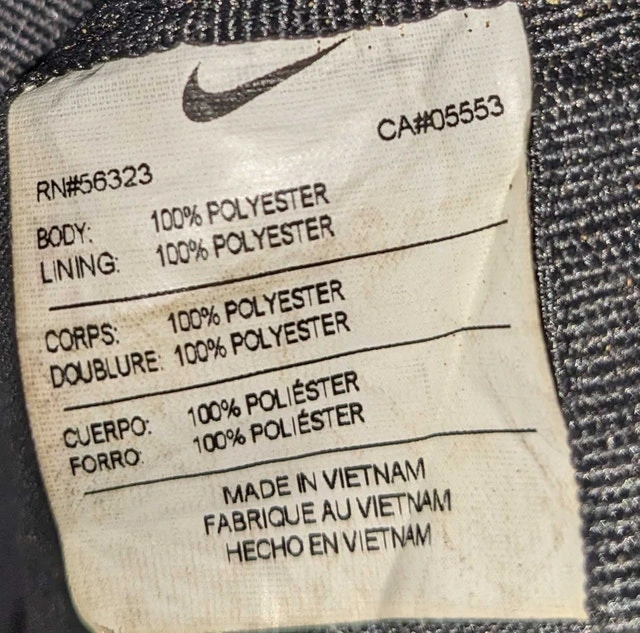 CA#05553
RN#56323
BODY: 100% POLYESTER
LINING: 100% POLYESTER
CORPS: 100% POLYESTER
DOUBLURE: 100% POLYESTER
CUERPO: 100% POLIÉSTER
FORRO: 100% POLIÉSTER
MADE IN VIETNAM
FABRIQUE AU VIETNAM
HECHO EN VIETNAM